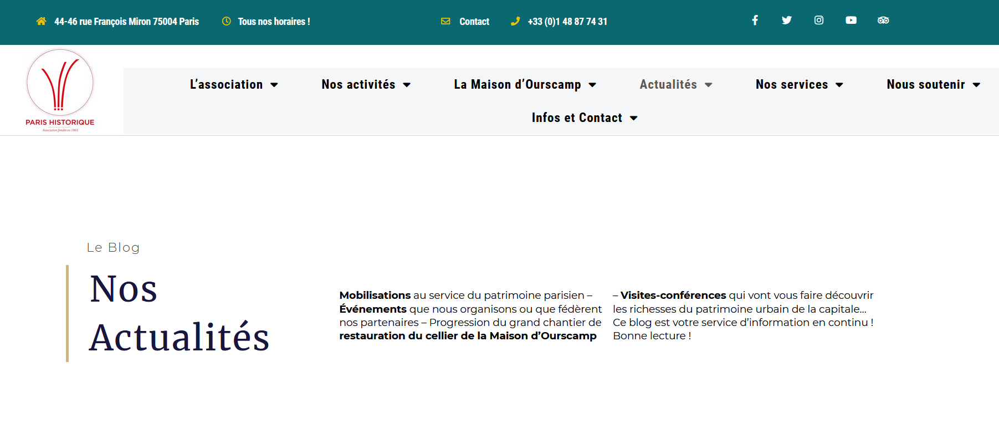 44-46 rue François Miron 75004 Paris
Tous nos horaires !
Contact
+33 (0)1 48 87 74 31
PARIS HISTORIQUE
Association fondée en 1963
L’association
Nos activités
La Maison d’Ourscamp
Actualités
Nos services
Nous soutenir
Infos et Contact
Le Blog
Nos
Actualités
Mobilisations au service du patrimoine parisien –
Événements que nous organisons ou que fédèrent
nos partenaires – Progression du grand chantier de
restauration du cellier de la Maison d’Ourscamp
– Visites-conférences qui vont vous faire découvrir
les richesses du patrimoine urbain de la capitale…
Ce blog est votre service d’information en continu !
Bonne lecture !